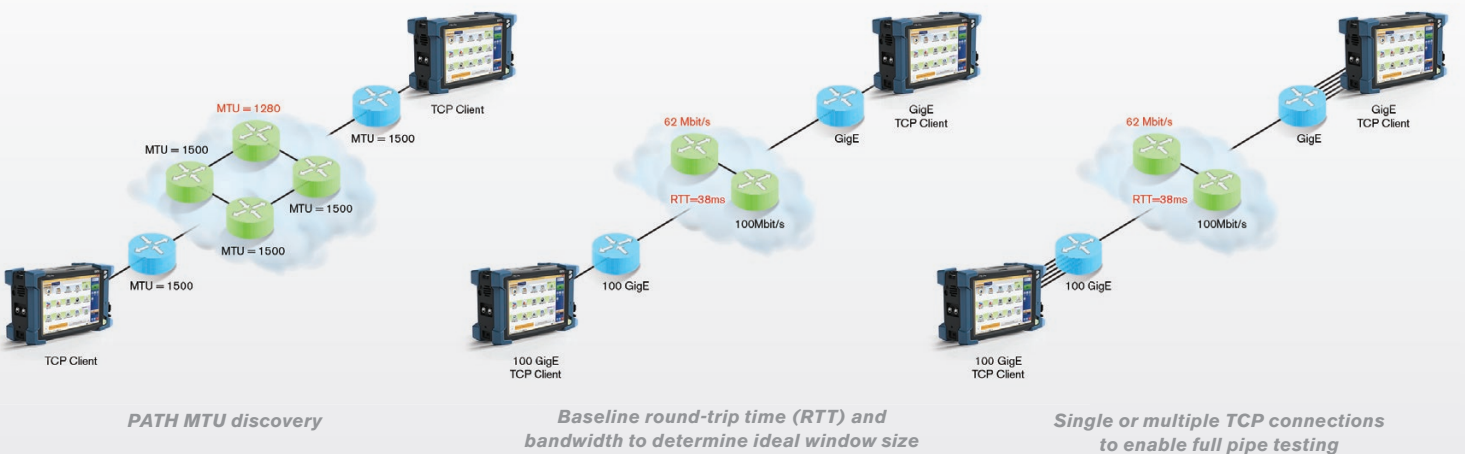 TCP Client
MTU = 1280
MTU = 1500
MTU = 1500
MTU = 1500
MTU = 1500
MTU = 1500
TCP Client
PATH MTU discovery
GigE
TCP Client
62 Mbit/s
GigE
RTT=38ms
100Mbit/s
100 GigE
100 GigE
TCP Client
Baseline round-trip time (RTT) and
bandwidth to determine ideal window size
GigE
TCP Client
62 Mbit/s
GigE
RTT=38ms
100Mbit/s
100 GigE
100 GigE
TCP Client
Single or multiple TCP connections
to enable full pipe testing